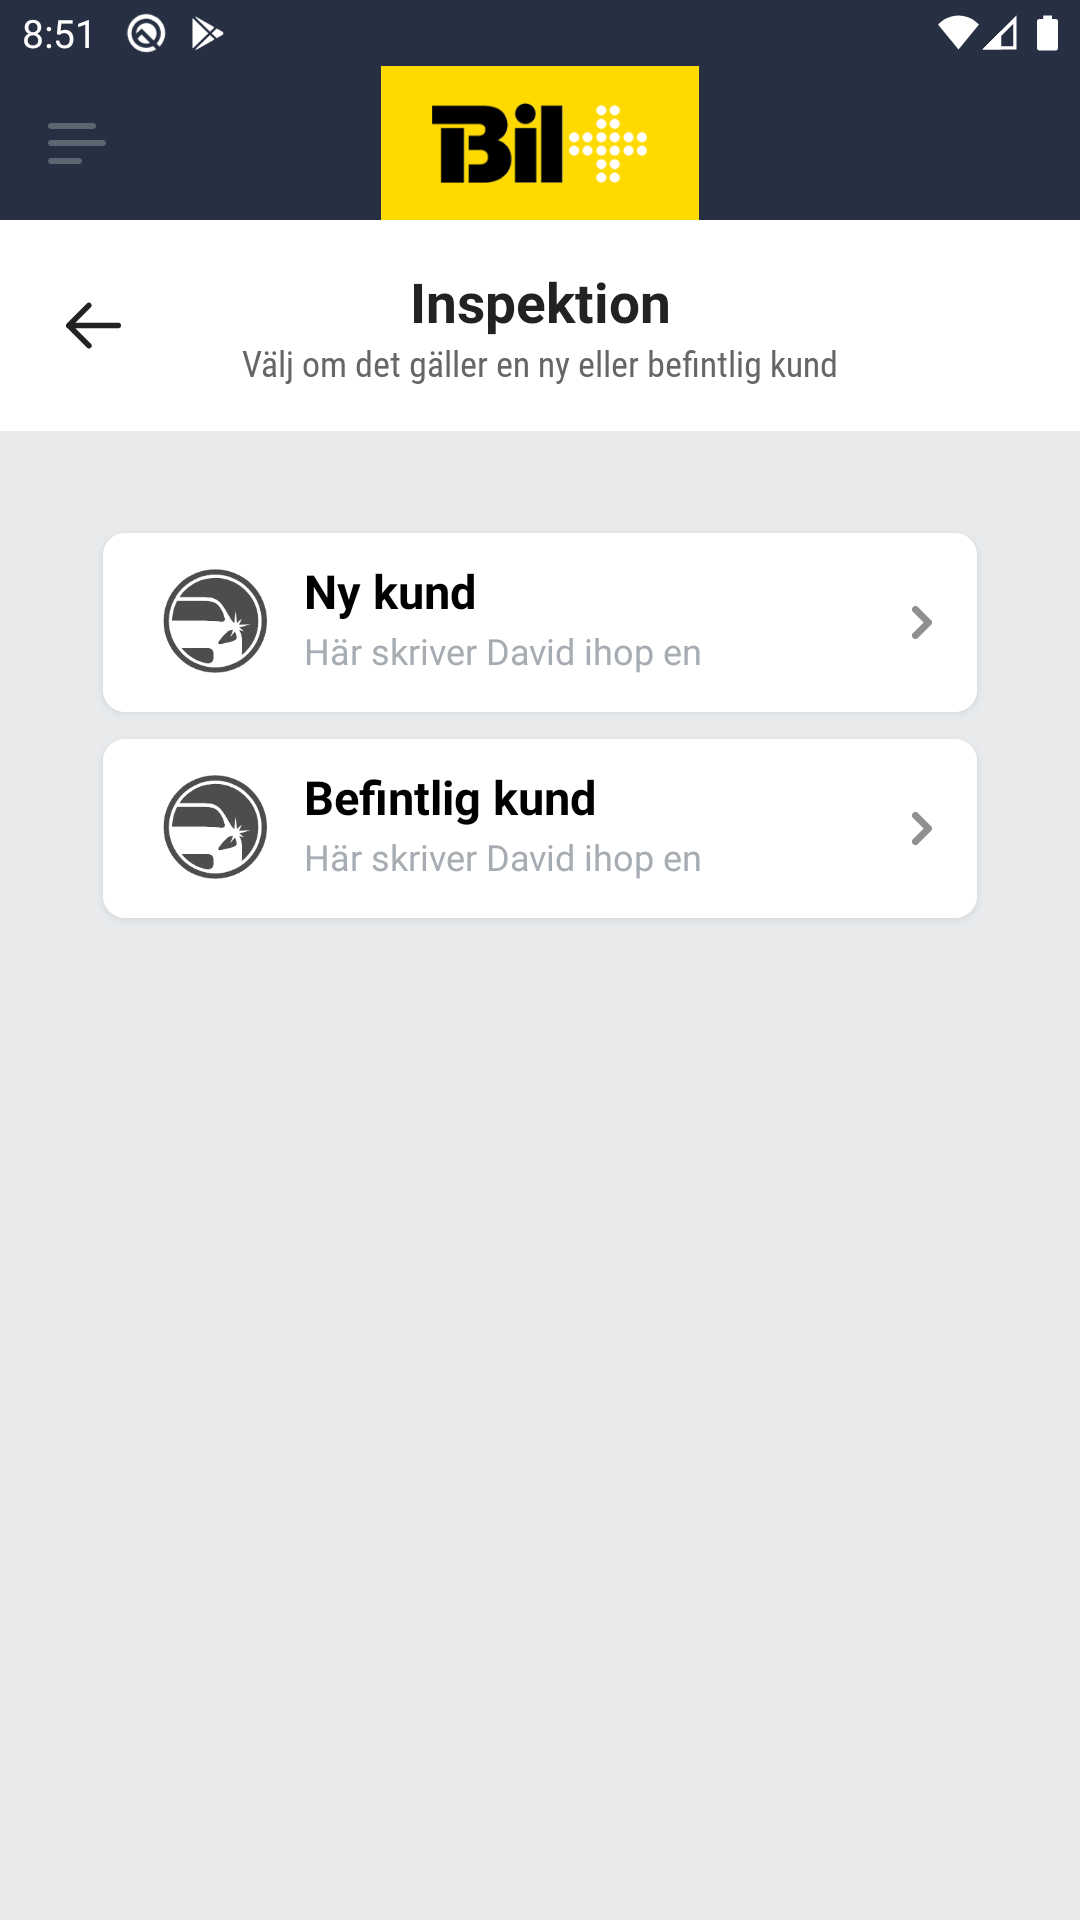 8:51
Bil+
Inspektion
Välj om det gäller en ny eller befintlig kund
Ny kund
Här skriver David ihop en
Befintlig kund
Här skriver David ihop en